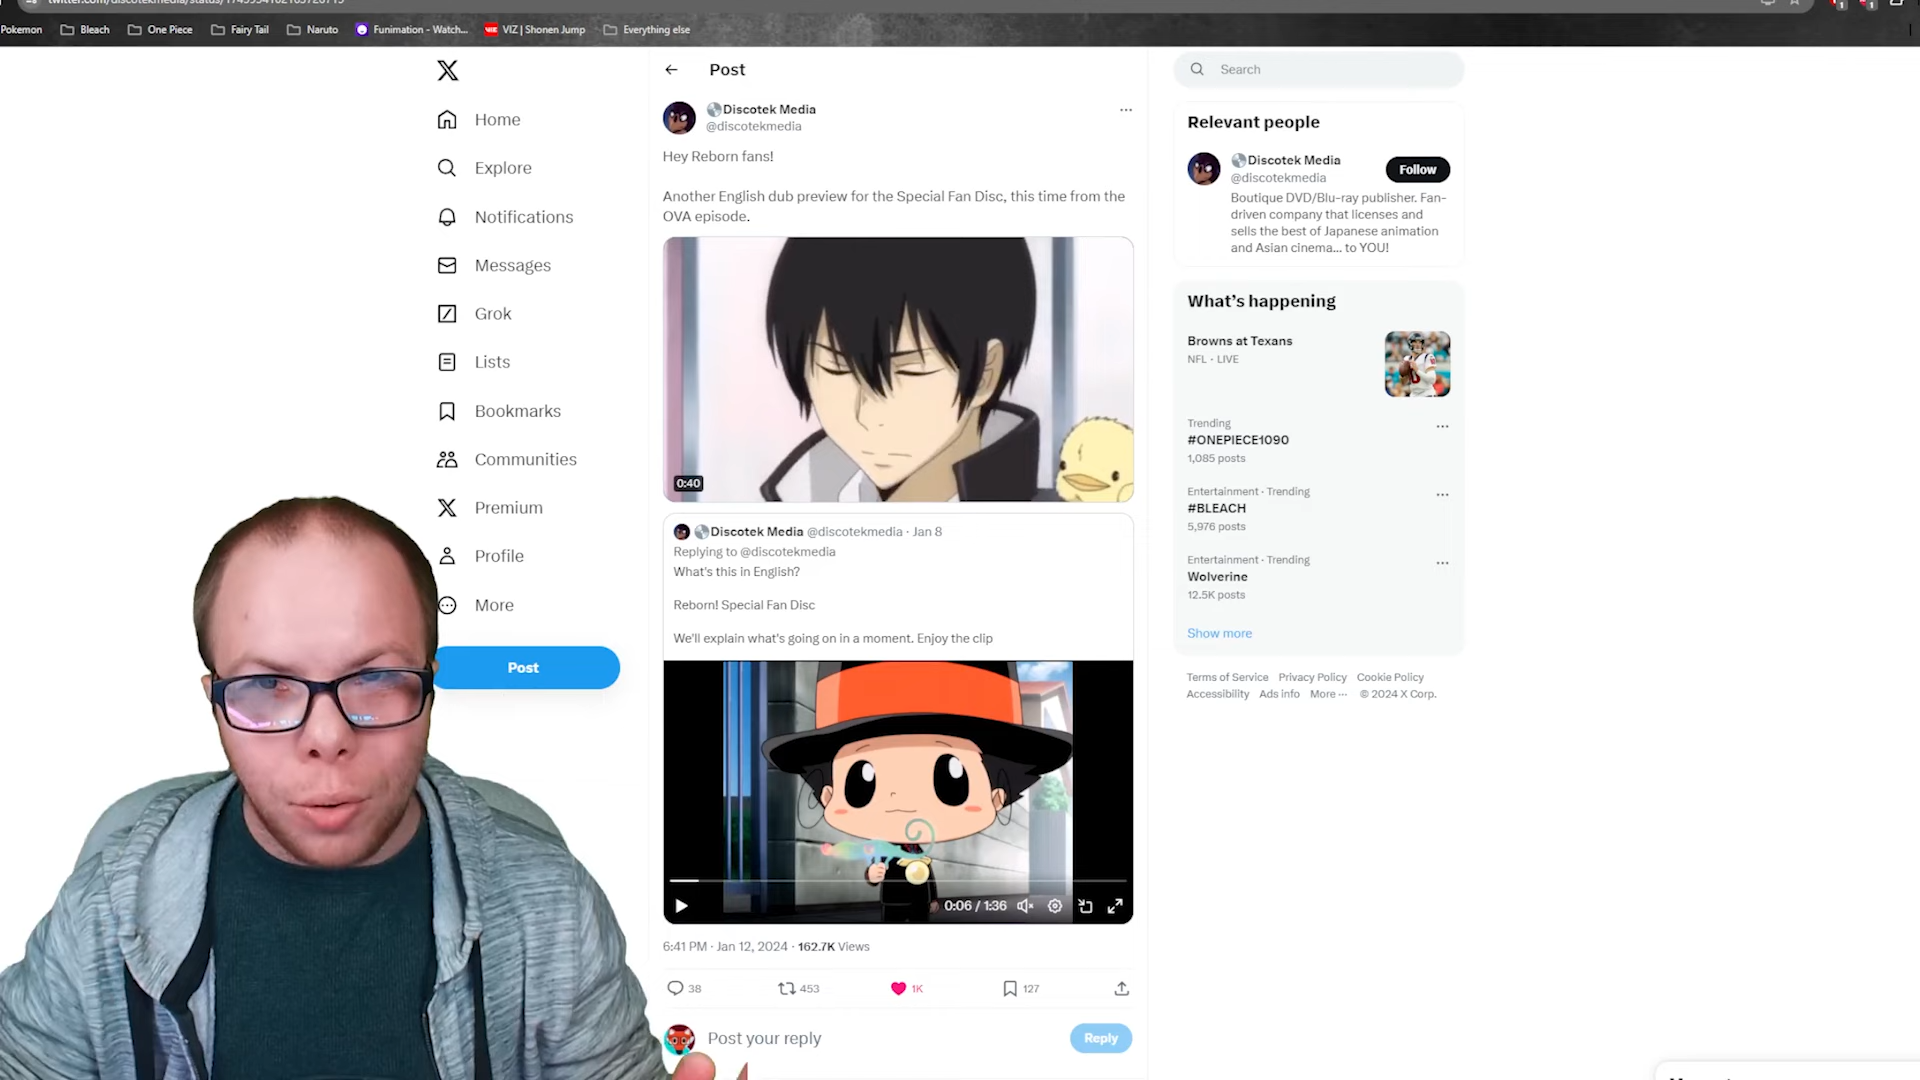 Pokemon
Bleach
One Piece
Fairy Tail
Naruto
Funimation - Watch...
VIZ | Shonen Jump
Everything else
Home
Explore
Notifications
Messages
Grok
Lists
Bookmarks
Communities
Premium
Profile
More
Post
Post
Discotek Media
@discotekmedia
Hey Reborn fans!
Another English dub preview for the Special Fan Disc, this time from the
OVA episode.
0:40
Discotek Media @discotekmedia · Jan 8
Replying to @discotekmedia
What's this in English?
Reborn! Special Fan Disc
We'll explain what's going on in a moment. Enjoy the clip
0:06 / 1:36
6:41 PM · Jan 12, 2024 · 162.7K Views
38
453
1K
127
Post your reply
Reply
Search
Relevant people
Discotek Media
@discotekmedia
Follow
Boutique DVD/Blu-ray publisher. Fan-
driven company that licenses and
sells the best of Japanese animation
and Asian cinema... to YOU!
What's happening
Browns at Texans
NFL · LIVE
Trending
#ONEPIECE1090
1,085 posts
Entertainment · Trending
#BLEACH
5,976 posts
Entertainment · Trending
Wolverine
12.5K posts
Show more
Terms of Service Privacy Policy Cookie Policy
Accessibility Ads info More ··· © 2024 X Corp.